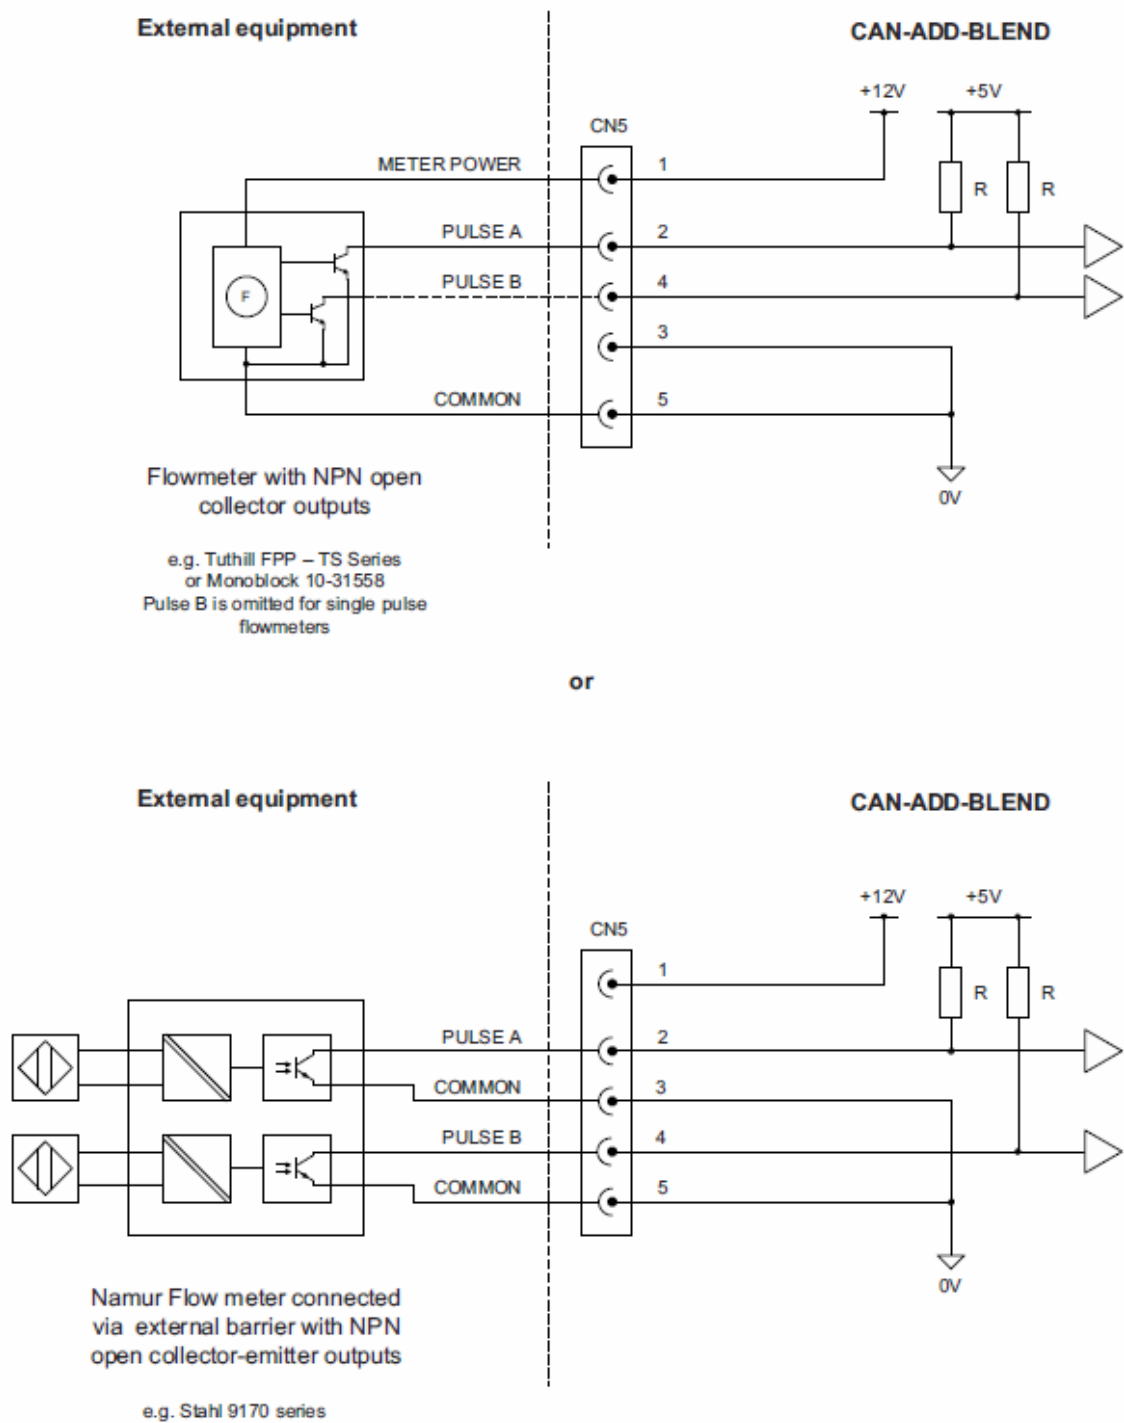 External equipment
CAN-ADD-BLEND
+12V
+5V
CN5
METER POWER
1
R
R
PULSE A
2
PULSE B
4
F
3
COMMON
5
0V
Flowmeter with NPN open
collector outputs
e.g. Tuthill FPP – TS Series
or Monoblock 10-31558
Pulse B is omitted for single pulse
flowmeters
or
External equipment
CAN-ADD-BLEND
+12V
+5V
CN5
1
R
R
PULSE A
2
COMMON
3
PULSE B
4
COMMON
5
0V
Namur Flow meter connected
via external barrier with NPN
open collector-emitter outputs
e.g. Stahl 9170 series